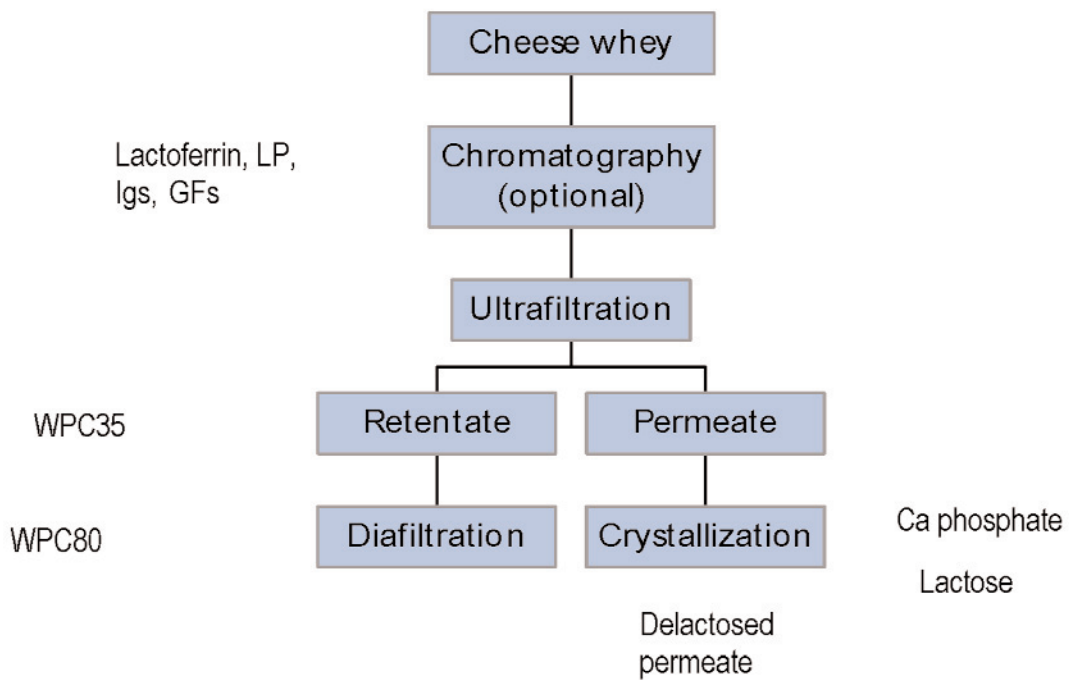 Cheese whey
Lactoferrin, LP,
Igs, GFs
Chromatography
(optional)
Ultrafiltration
WPC35
Retentate
Permeate
WPC80
Diafiltration
Crystallization
Ca phosphate
Lactose
Delactosed
permeate